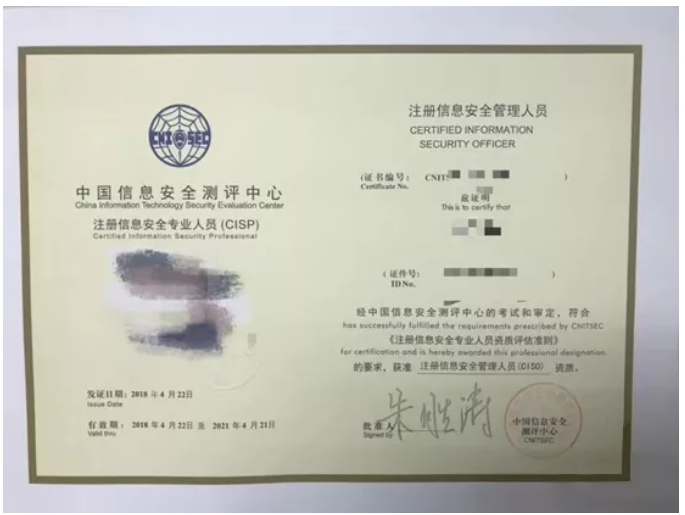 CNITSEC
中国信息安全测评中心
China Information Technology Security Evaluation Center
注册信息安全专业人员 (CISP)
Certified Information Security Professional
发证日期：2018 年 4 月 22日
Issue Date
有效期：2018 年 4 月 22日 至 2021 年 4 月 21日
Valid thru
注册信息安全管理人员
CERTIFIED INFORMATION
SECURITY OFFICER
(证书编号： CNITS )
Certificate No.
兹证明
This is to certify that
(证件号: )
ID No.
经中国信息安全测评中心的考试和审定，符合
has successfully fulfilled the requirements prescribed by CNITSEC
《注册信息安全专业人员资质评估准则》
for certification and is hereby awarded this professional designation.
的要求，获准 注册信息安全管理人员(CISO) 资质。
批准人
Signed by
朱胜涛
中国信息安全
测评中心
CNITSEC